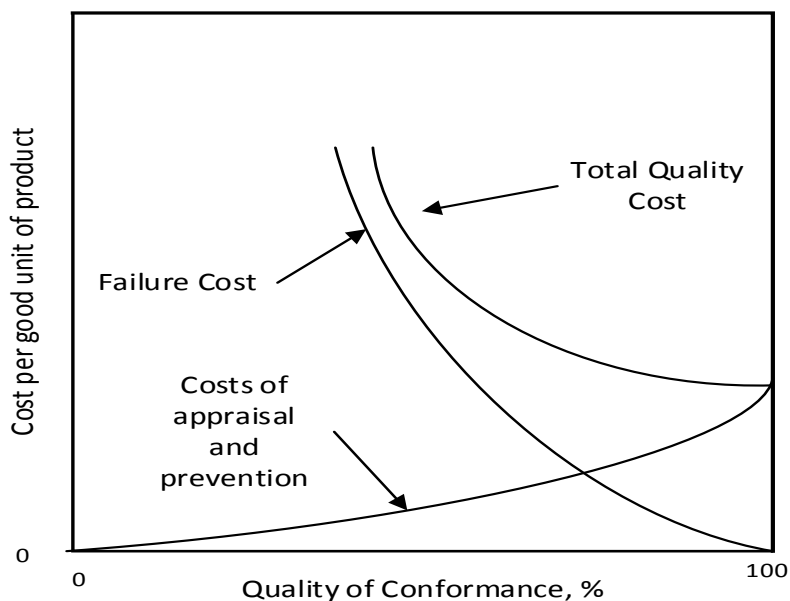 Cost per good unit of product
Total Quality
Cost
Failure Cost
Costs of
appraisal
and
prevention
0
0
100
Quality of Conformance, %